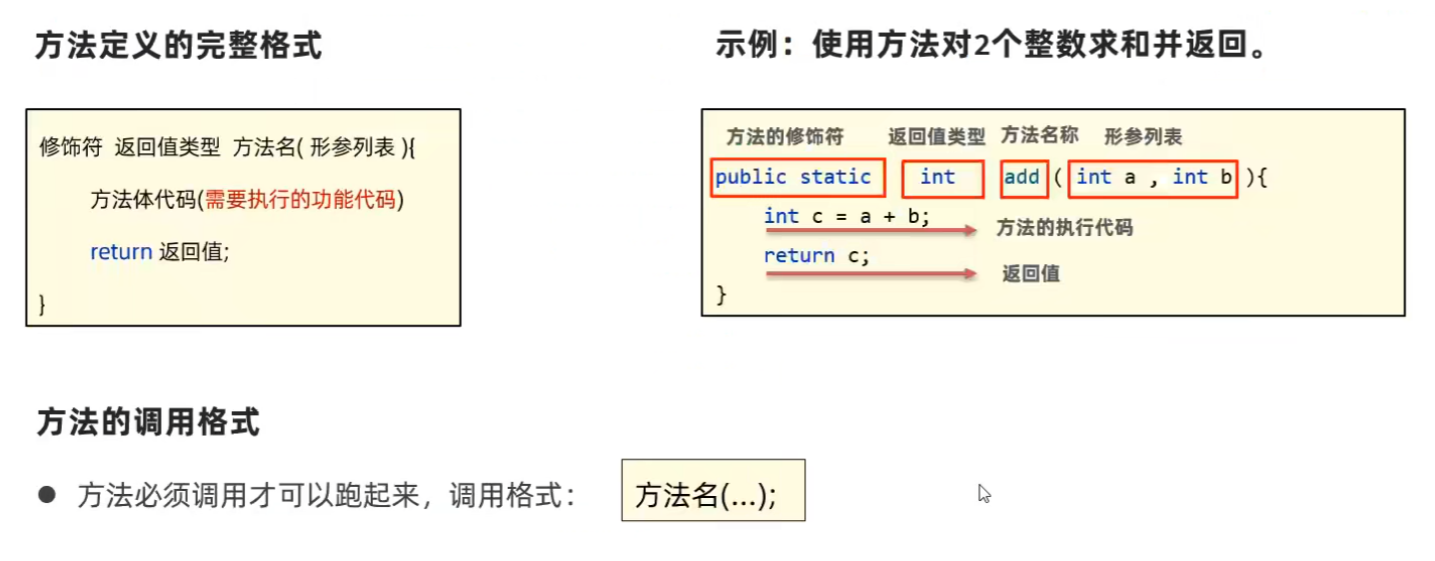 方法定义的完整格式
修饰符 返回值类型 方法名( 形参列表 ){
方法体代码(需要执行的功能代码)
return 返回值;
}
示例：使用方法对2个整数求和并返回。
方法的修饰符 返回值类型 方法名称 形参列表
public static int add ( int a , int b ){
int c = a + b;
方法的执行代码
return c;
返回值
}
方法的调用格式
● 方法必须调用才可以跑起来，调用格式：
方法名(...);